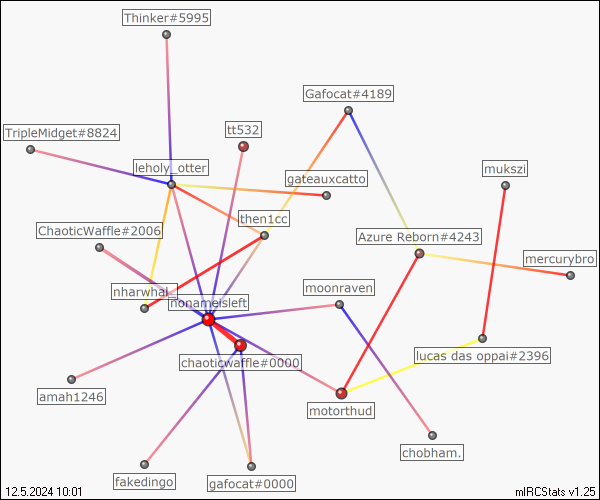 Thinker#5995
Gafocat#4189
TripleMidget#8824
tt532
leholy_otter
mukszi
gateauxcatto
then1cc
ChaoticWaffle#2006
Azure Reborn#4243
mercurybro
moonraven
nharwhal_
nonameisleft
lucas das oppai#2396
chaoticwaffle#0000
amah1246
motorthud
chobham.
fakedingo
gafocat#0000
12.5.2024 10:01
mIRCStats v1.25